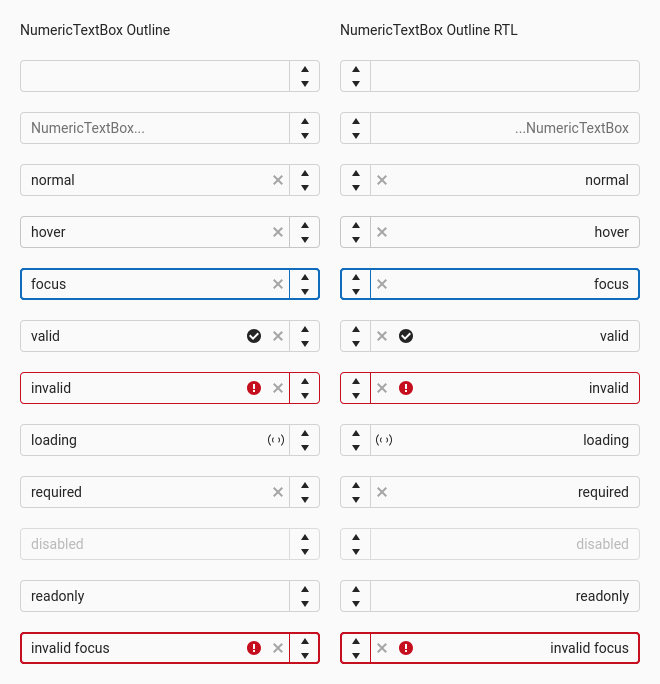 NumericTextBox Outline
NumericTextBox Outline RTL
NumericTextBox...
...NumericTextBox
normal
normal
hover
hover
focus
focus
valid
valid
invalid
invalid
loading
loading
required
required
disabled
disabled
readonly
readonly
invalid focus
invalid focus